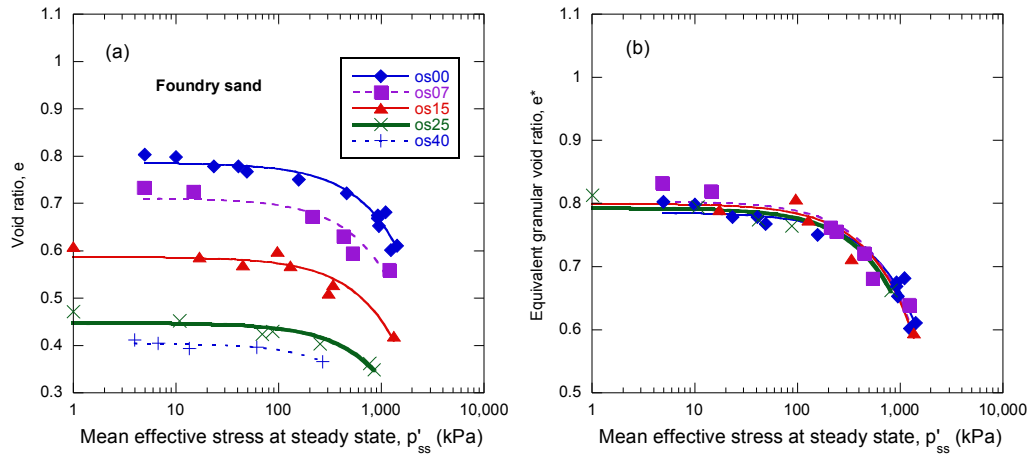 (a)
Foundry sand
os00
os07
os15
os25
os40
Void ratio, e
1.1
1
0.9
0.8
0.7
0.6
0.5
0.4
0.3
1
10
100
1,000
10,000
Mean effective stress at steady state, p'ss (kPa)
(b)
Equivalent granular void ratio, e*
1.1
1
0.9
0.8
0.7
0.6
0.5
1
10
100
1,000
10,000
Mean effective stress at steady state, p'ss (kPa)